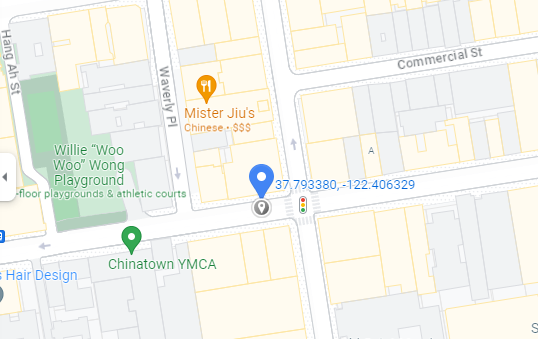 Hang Ah St
Waverly Pl
Commercial St
Mister Jiu's
Chinese • $$$
A
Willie “Woo
Woo” Wong
Playground
-floor playgrounds & athletic courts
37.793380, -122.406329
Chinatown YMCA
s Hair Design
S